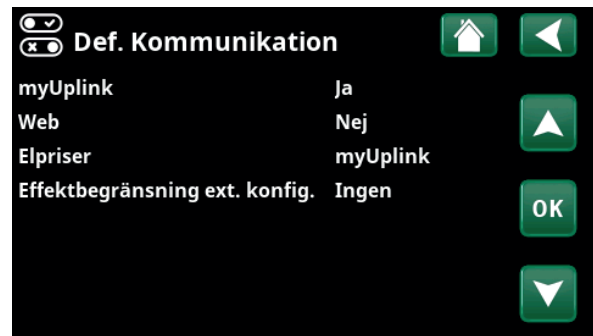 Def. Kommunikation
myUplink Ja
Web Nej
Elpriser myUplink
Effektbegränsning ext. konfig. Ingen
OK